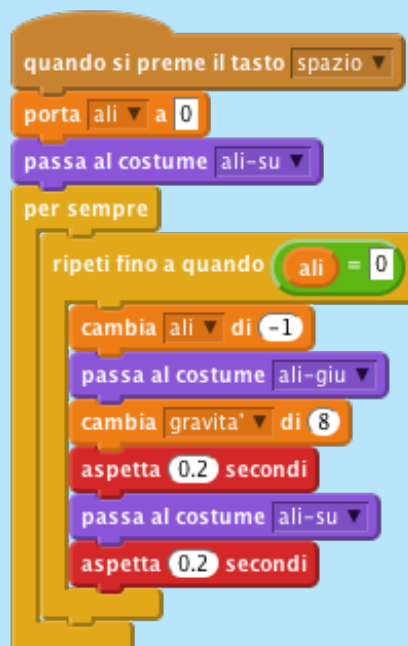 quando si preme il tasto spazio
porta ali a 0
passa al costume ali-su
per sempre
ripeti fino a quando ali = 0
cambia ali di -1
passa al costume ali-giu
cambia gravita' di 8
aspetta 0.2 secondi
passa al costume ali-su
aspetta 0.2 secondi